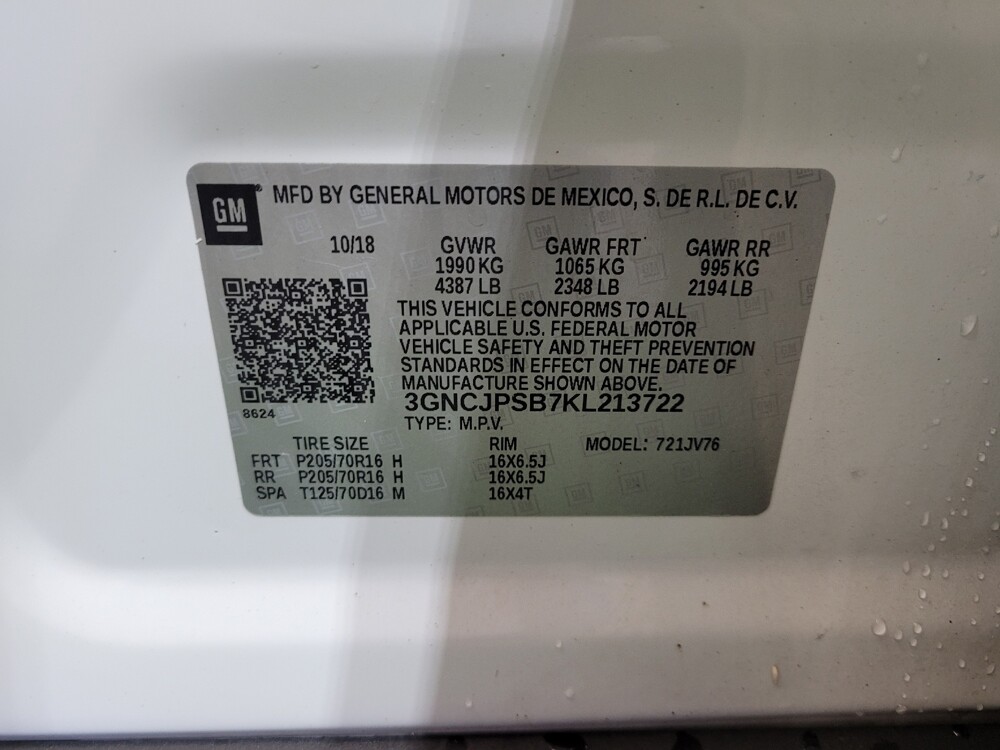 GM® MFD BY GENERAL MOTORS DE MEXICO, S. DE R.L. DE C.V.
10/18 GVWR GAWR FRT GAWR RR
1990 KG 1065 KG 995 KG
4387 LB 2348 LB 2194 LB
THIS VEHICLE CONFORMS TO ALL
APPLICABLE U.S. FEDERAL MOTOR
VEHICLE SAFETY AND THEFT PREVENTION
STANDARDS IN EFFECT ON THE DATE OF
MANUFACTURE SHOWN ABOVE.
3GNCJPSB7KL213722
8624
TYPE: M.P.V.
TIRE SIZE RIM MODEL: 721JV76
FRT P205/70R16 H 16X6.5J
RR P205/70R16 H 16X6.5J
SPA T125/70D16 M 16X4T